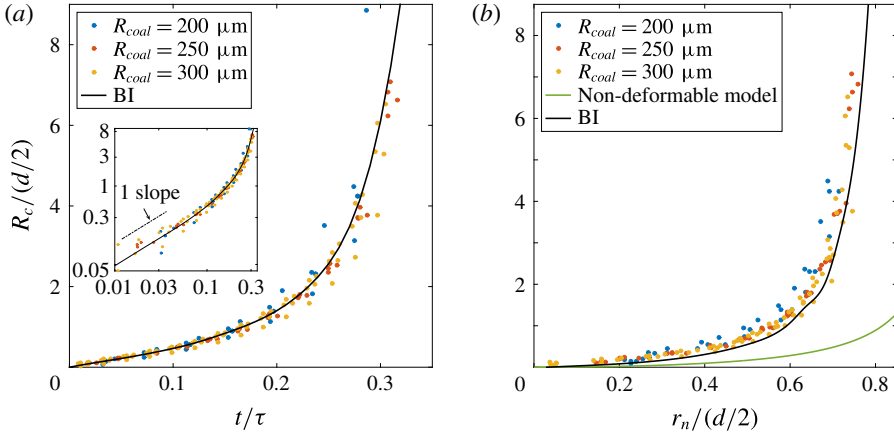 (a)
8
6
4
2
0
R_c/(d/2)
R_coal = 200 μm
R_coal = 250 μm
R_coal = 300 μm
BI
8
3
1
0.3
0.05
1 slope
0.01 0.03 0.1 0.3
0.1 0.2 0.3
t/τ
(b)
8
6
4
2
0
R_coal = 200 μm
R_coal = 250 μm
R_coal = 300 μm
Non-deformable model
BI
0.2 0.4 0.6 0.8
r_n/(d/2)